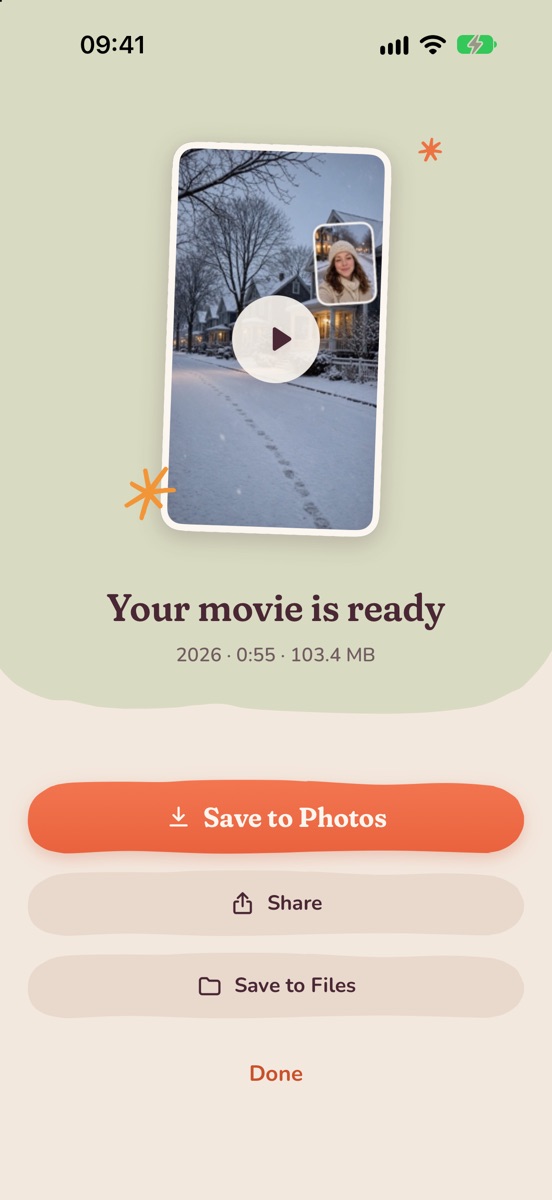 09:41
Your movie is ready
2026 · 0:55 · 103.4 MB
Save to Photos
Share
Save to Files
Done